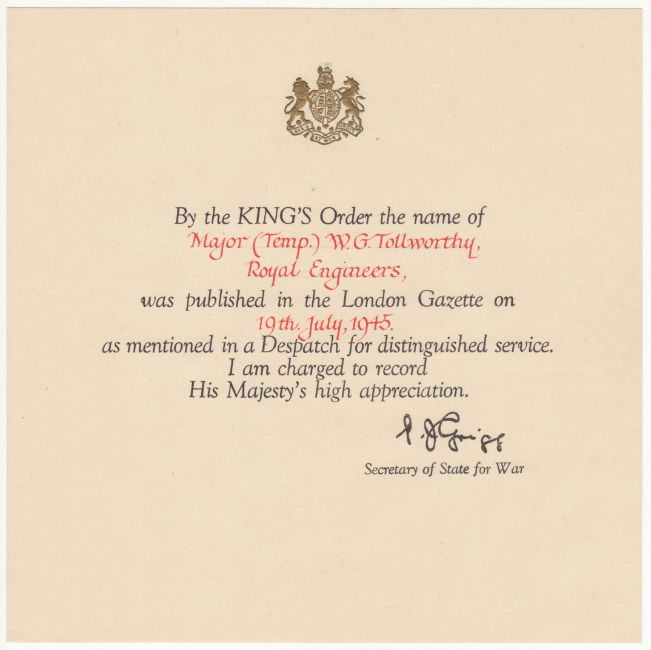 By the KING'S Order the name of
Major (Temp.) W.G. Tollworthy,
Royal Engineers,
was published in the London Gazette on
19th. July, 1945.
as mentioned in a Despatch for distinguished service.
I am charged to record
His Majesty's high appreciation.
P. J. Grigg
Secretary of State for War